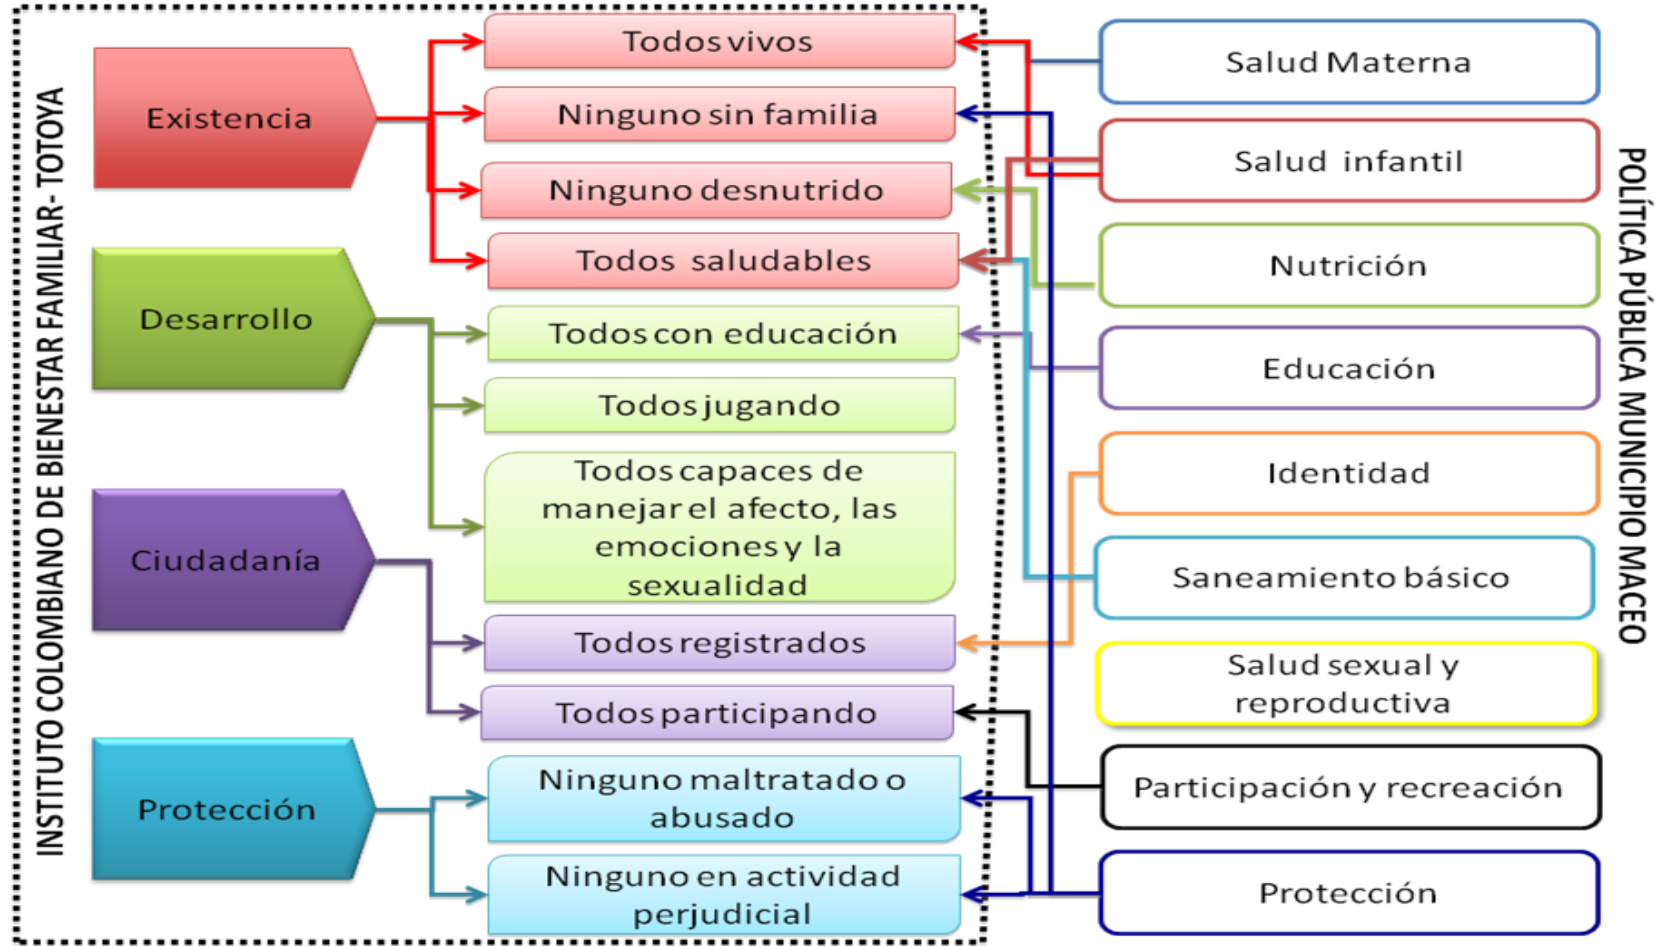 INSTITUTO COLOMBIANO DE BIENESTAR FAMILIAR- TOTOYA
Existencia
Todos vivos
Ninguno sin familia
Ninguno desnutrido
Todos saludables
Desarrollo
Todos con educación
Todos jugando
Todos capaces de
manejar el afecto, las
emociones y la
sexualidad
Ciudadanía
Todos registrados
Todos participando
Protección
Ninguno maltratado o
abusado
Ninguno en actividad
perjudicial
Salud Materna
Salud infantil
Nutrición
Educación
Identidad
Saneamiento básico
Salud sexual y
reproductiva
Participación y recreación
Protección
POLÍTICA PÚBLICA MUNICIPIO MACEO